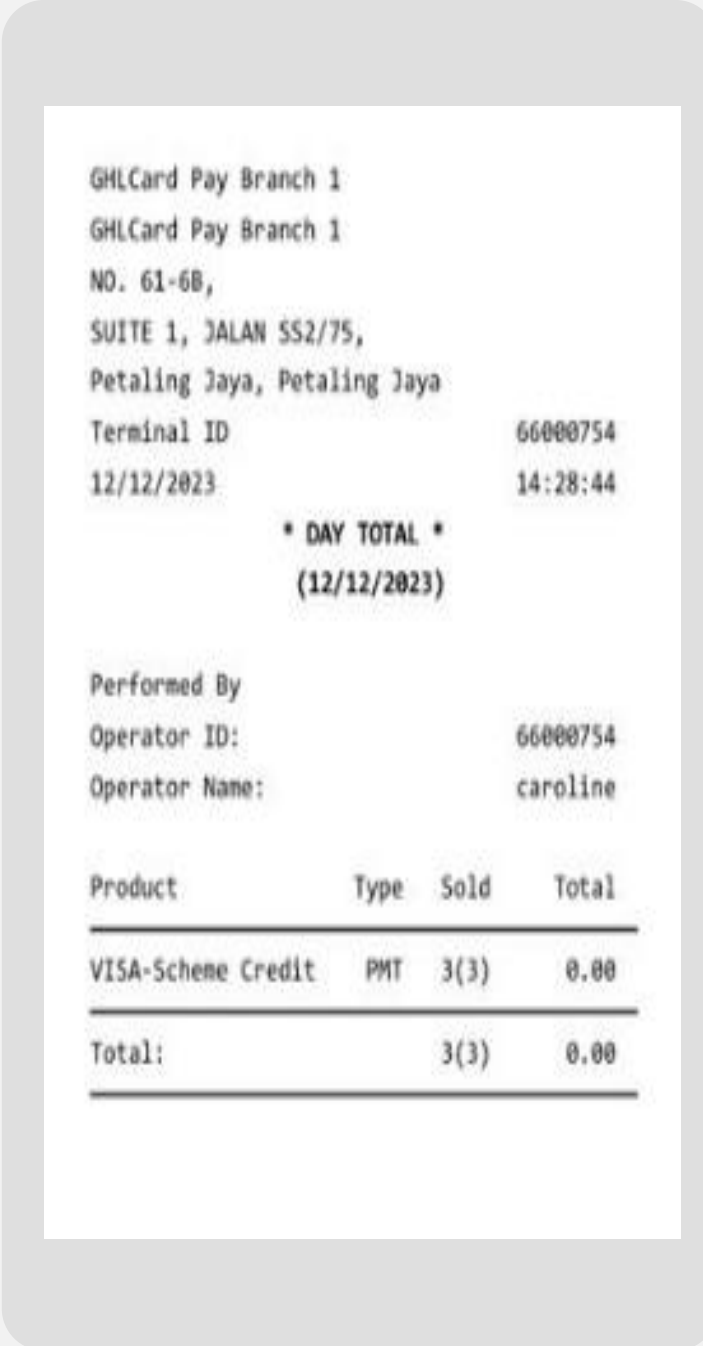 GHLCard Pay Branch 1
GHLCard Pay Branch 1
NO. 61-6B,
SUITE 1, JALAN SS2/75,
Petaling Jaya, Petaling Jaya
Terminal ID 66000754
12/12/2023 14:28:44
* DAY TOTAL *
(12/12/2023)
Performed By
Operator ID: 66000754
Operator Name: caroline
Product Type Sold Total
VISA-Scheme Credit PMT 3(3) 0.00
Total: 3(3) 0.00